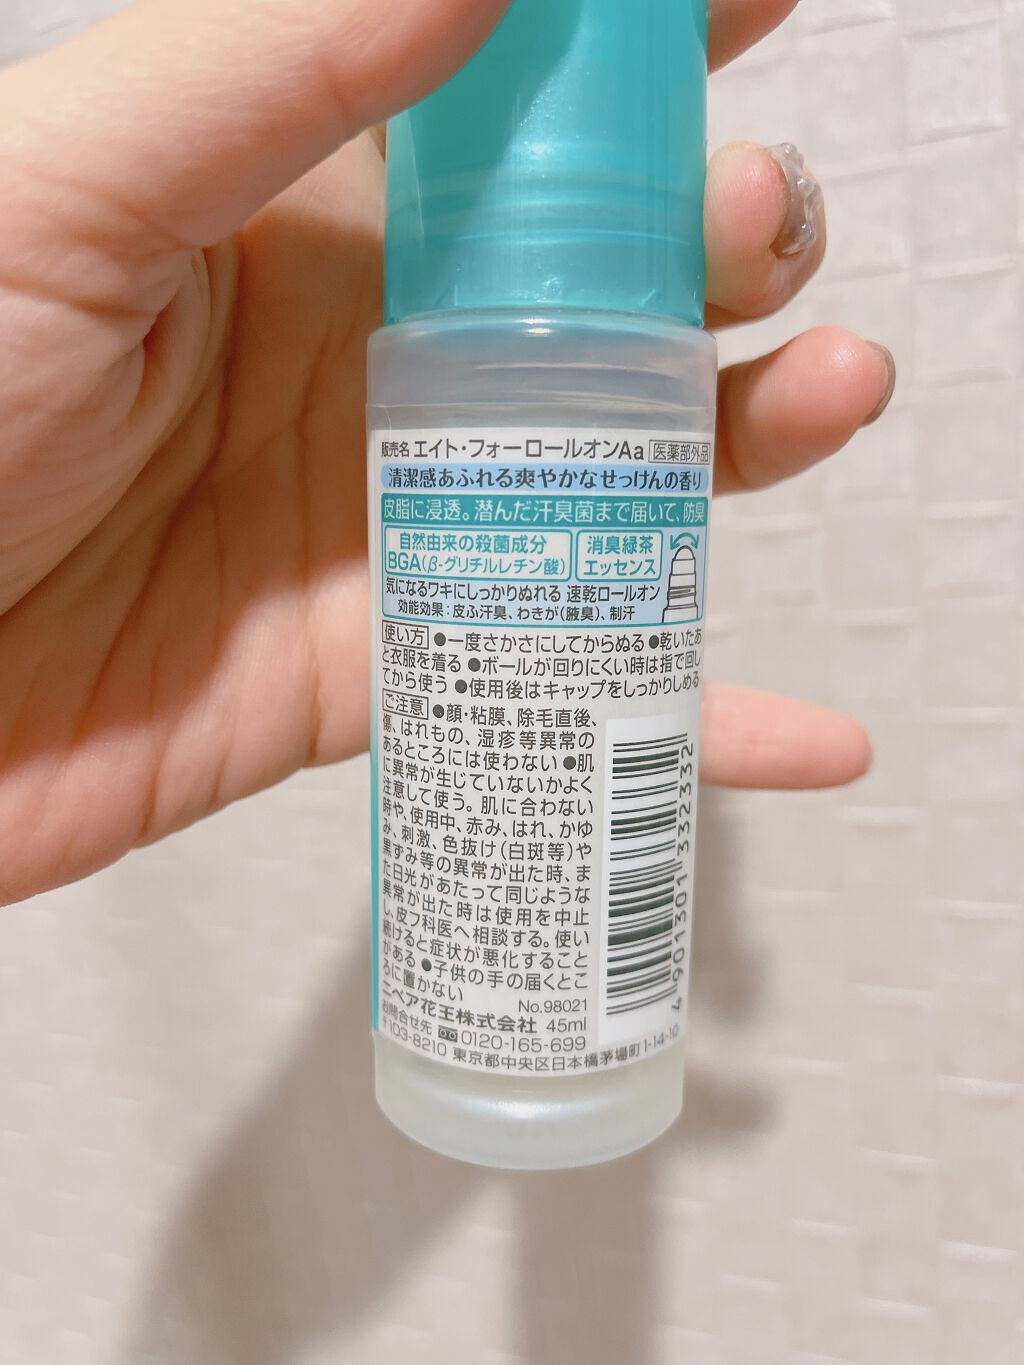 販売名 エイト・フォーロールオンAa 医薬部外品
清潔感あふれる爽やかなせっけんの香り
皮脂に浸透。潜んだ汗臭菌まで届いて、防臭
自然由来の殺菌成分
BGA(β-グリチルレチン酸)
消臭緑茶
エッセンス
気になるワキにしっかりぬれる 速乾ロールオン
効能効果:皮ふ汗臭、わきが(腋臭)、制汗
使い方 ●一度さかさにしてからぬる ●乾いたあ
と衣服を着る ●ボールが回りにくい時は指で回し
てから使う ●使用後はキャップをしっかりしめる
ご注意 ●顔・粘膜、除毛直後、
傷、はれもの、湿疹等異常の
あるところには使わない ●肌
に異常が生じていないかよく
注意して使う。肌に合わない
時や、使用中、赤み、はれ、かゆ
み、刺激、色抜け(白斑等)や
黒ずみ等の異常が出た時、ま
た日光があたって同じような
異常が出た時は使用を中止
し、皮フ科医へ相談する。使い
続けると症状が悪化すること
がある ●子供の手の届くとこ
ろに置かない
No.98021
ニベア花王株式会社 45ml
お問合せ先 0120-165-699
〒103-8210 東京都中央区日本橋茅場町1-14-10
4 901301 332332